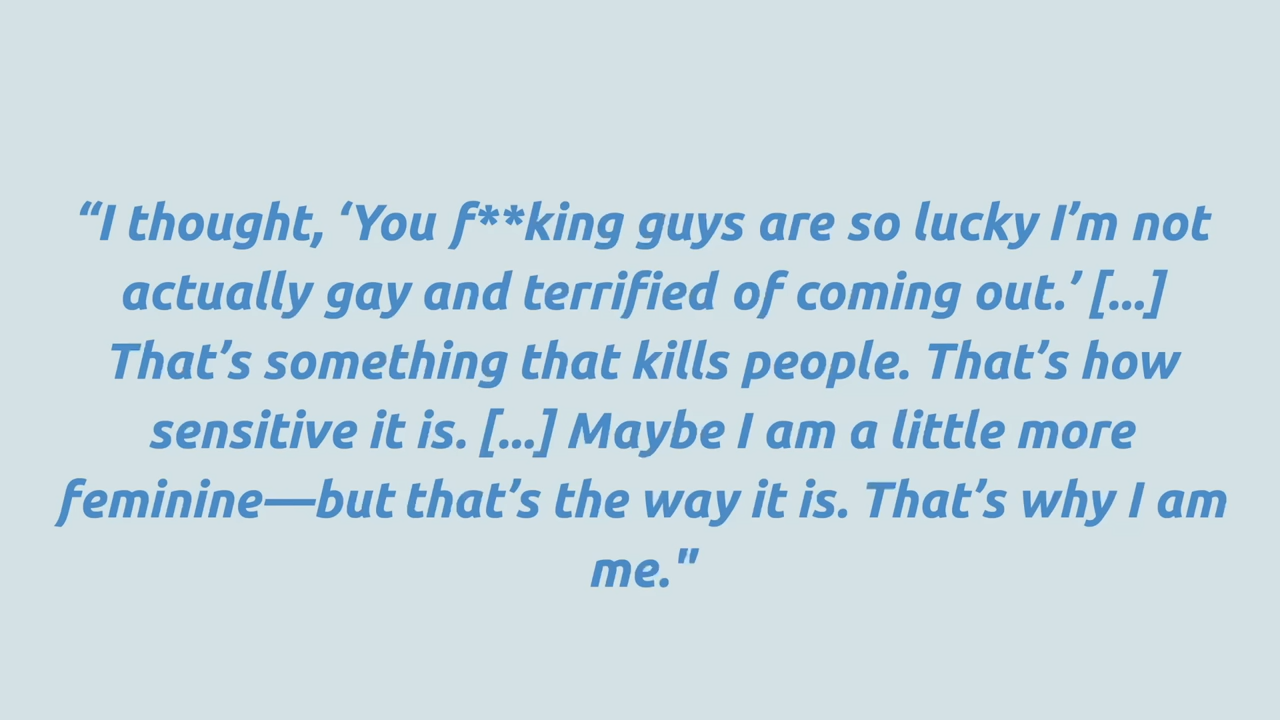 “I thought, ‘You f**king guys are so lucky I’m not
actually gay and terrified of coming out.’ [...]
That’s something that kills people. That’s how
sensitive it is. [...] Maybe I am a little more
feminine—but that’s the way it is. That’s why I am
me."